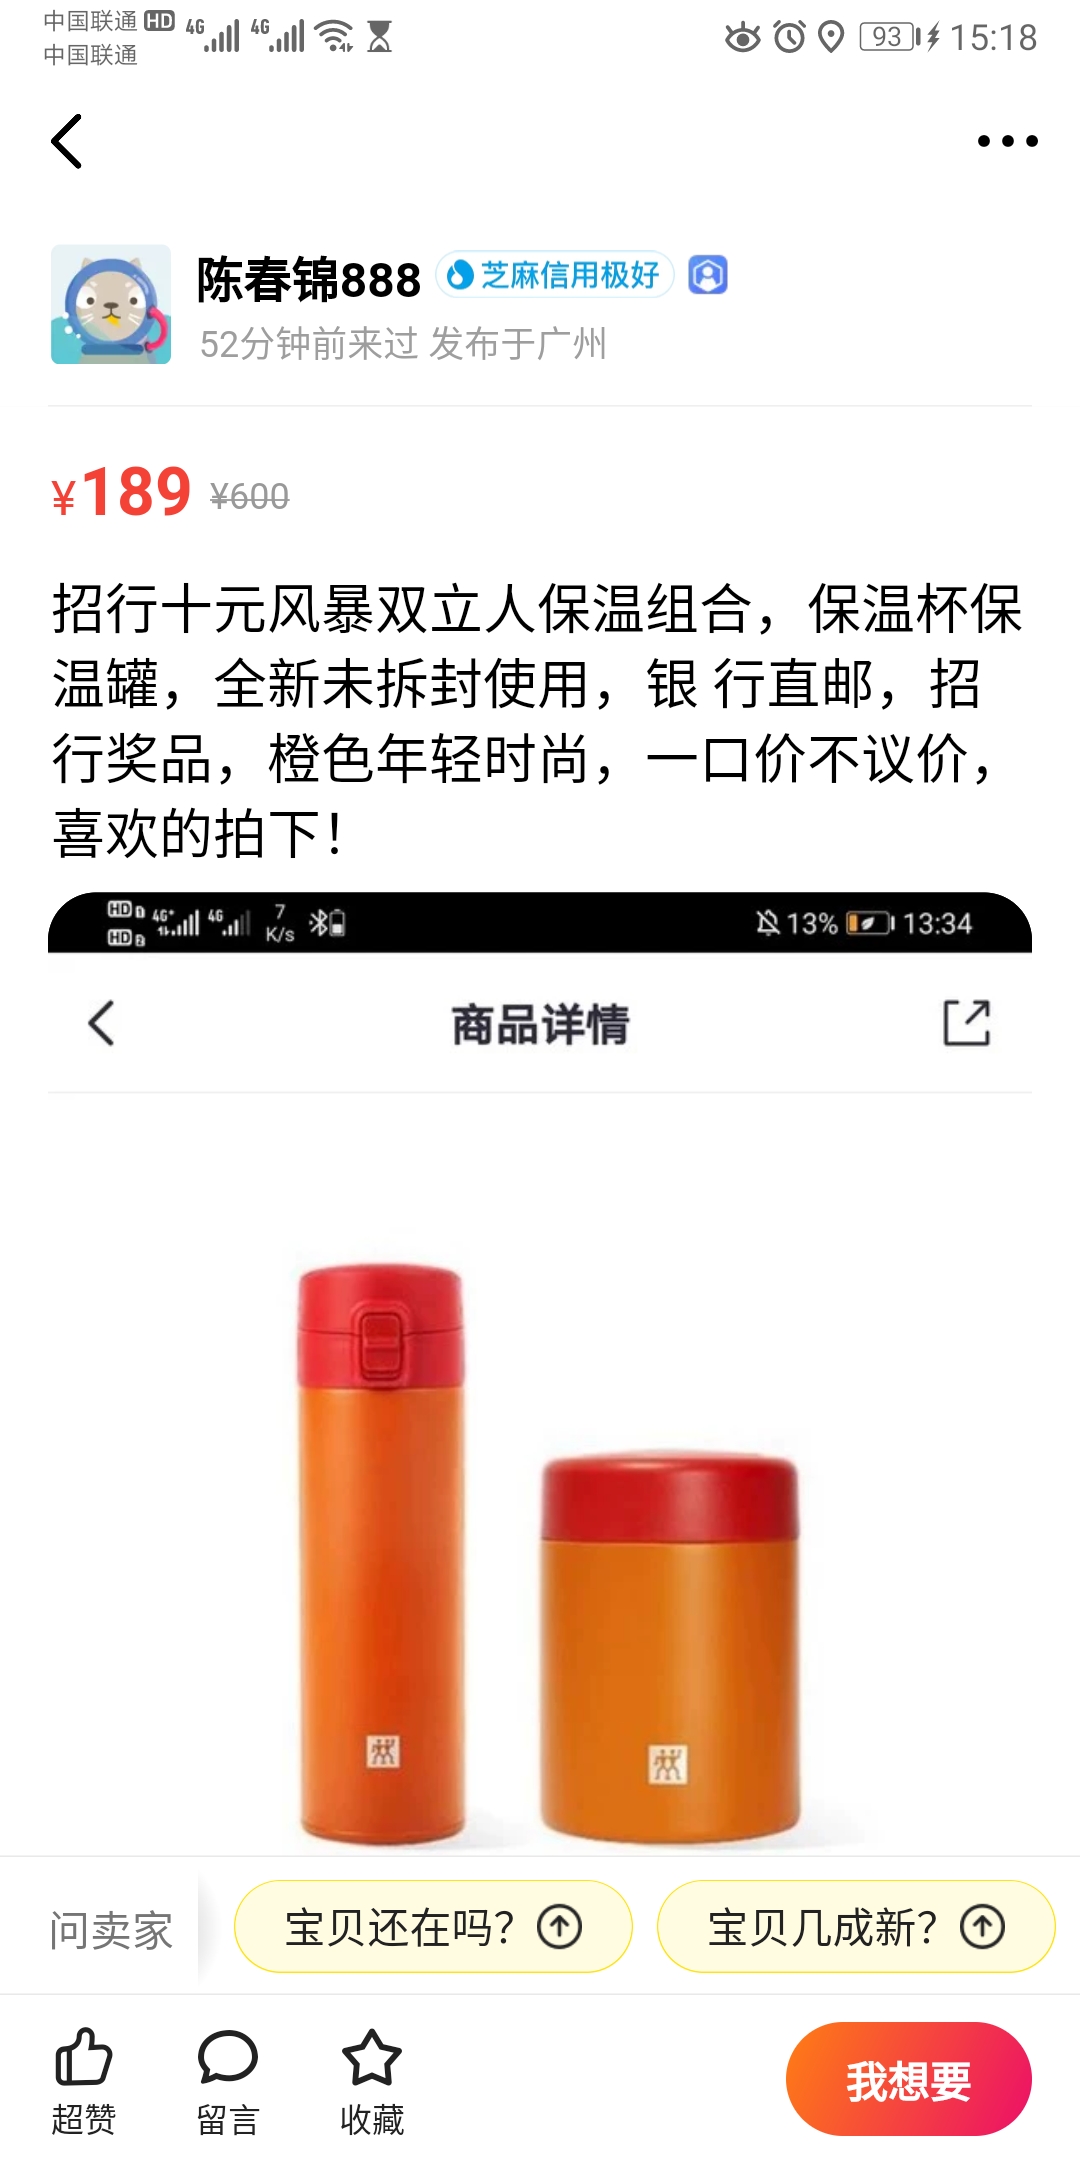 中国联通 HD 4G 4G 93 15:18
中国联通
陈春锦888 芝麻信用极好
52分钟前来过 发布于广州
¥189 ¥600
招行十元风暴双立人保温组合，保温杯保
温罐，全新未拆封使用，银 行直邮，招
行奖品，橙色年轻时尚，一口价不议价，
喜欢的拍下！
HD 1 4G+ 4G 7 K/s 13% 13:34
HD 2
商品详情
问卖家 宝贝还在吗？ 宝贝几成新？
超赞 留言 收藏 我想要